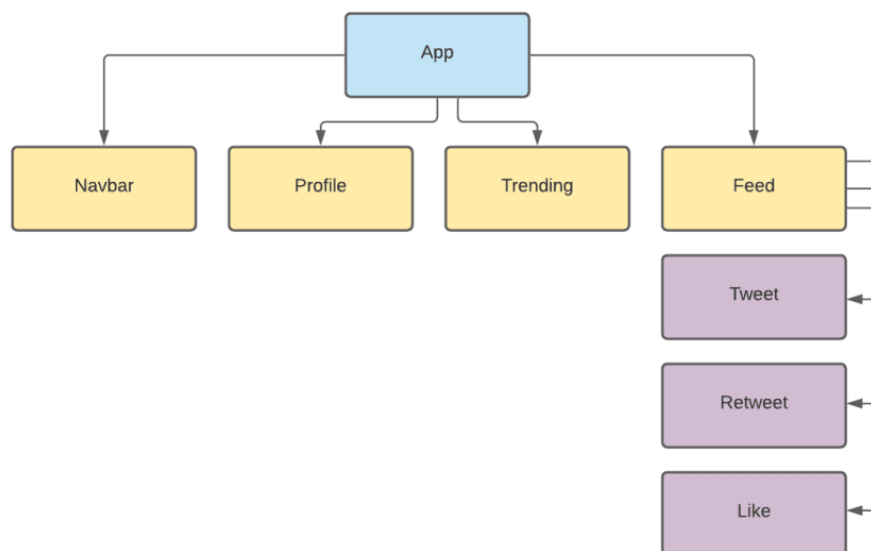 App
Navbar
Profile
Trending
Feed
Tweet
Retweet
Like